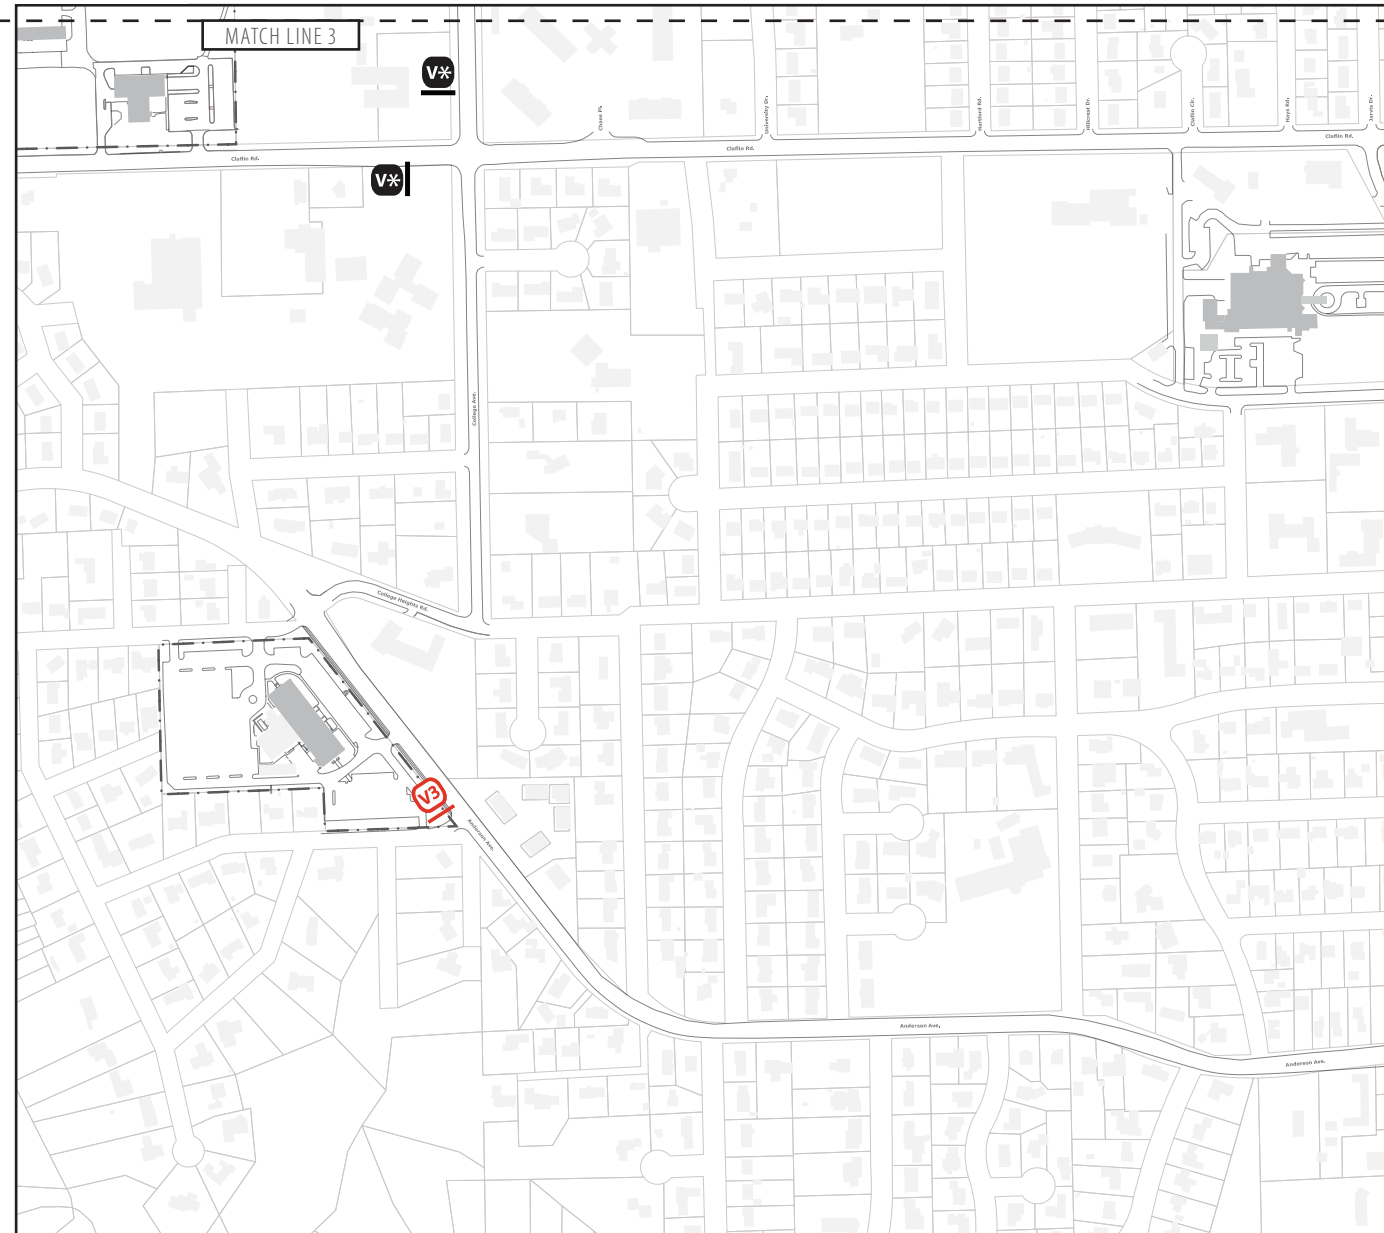 MATCH LINE 3
V*
Chase Pl.
University Dr.
Hartford Rd.
Hillcrest Dr.
Claflin Cir.
Hays Rd.
Jarvis Dr.
Claflin Rd.
Claflin Rd.
Claflin Rd.
V*
College Ave.
College Heights Rd.
V3
Anderson Ave.
Anderson Ave.
Anderson Ave.